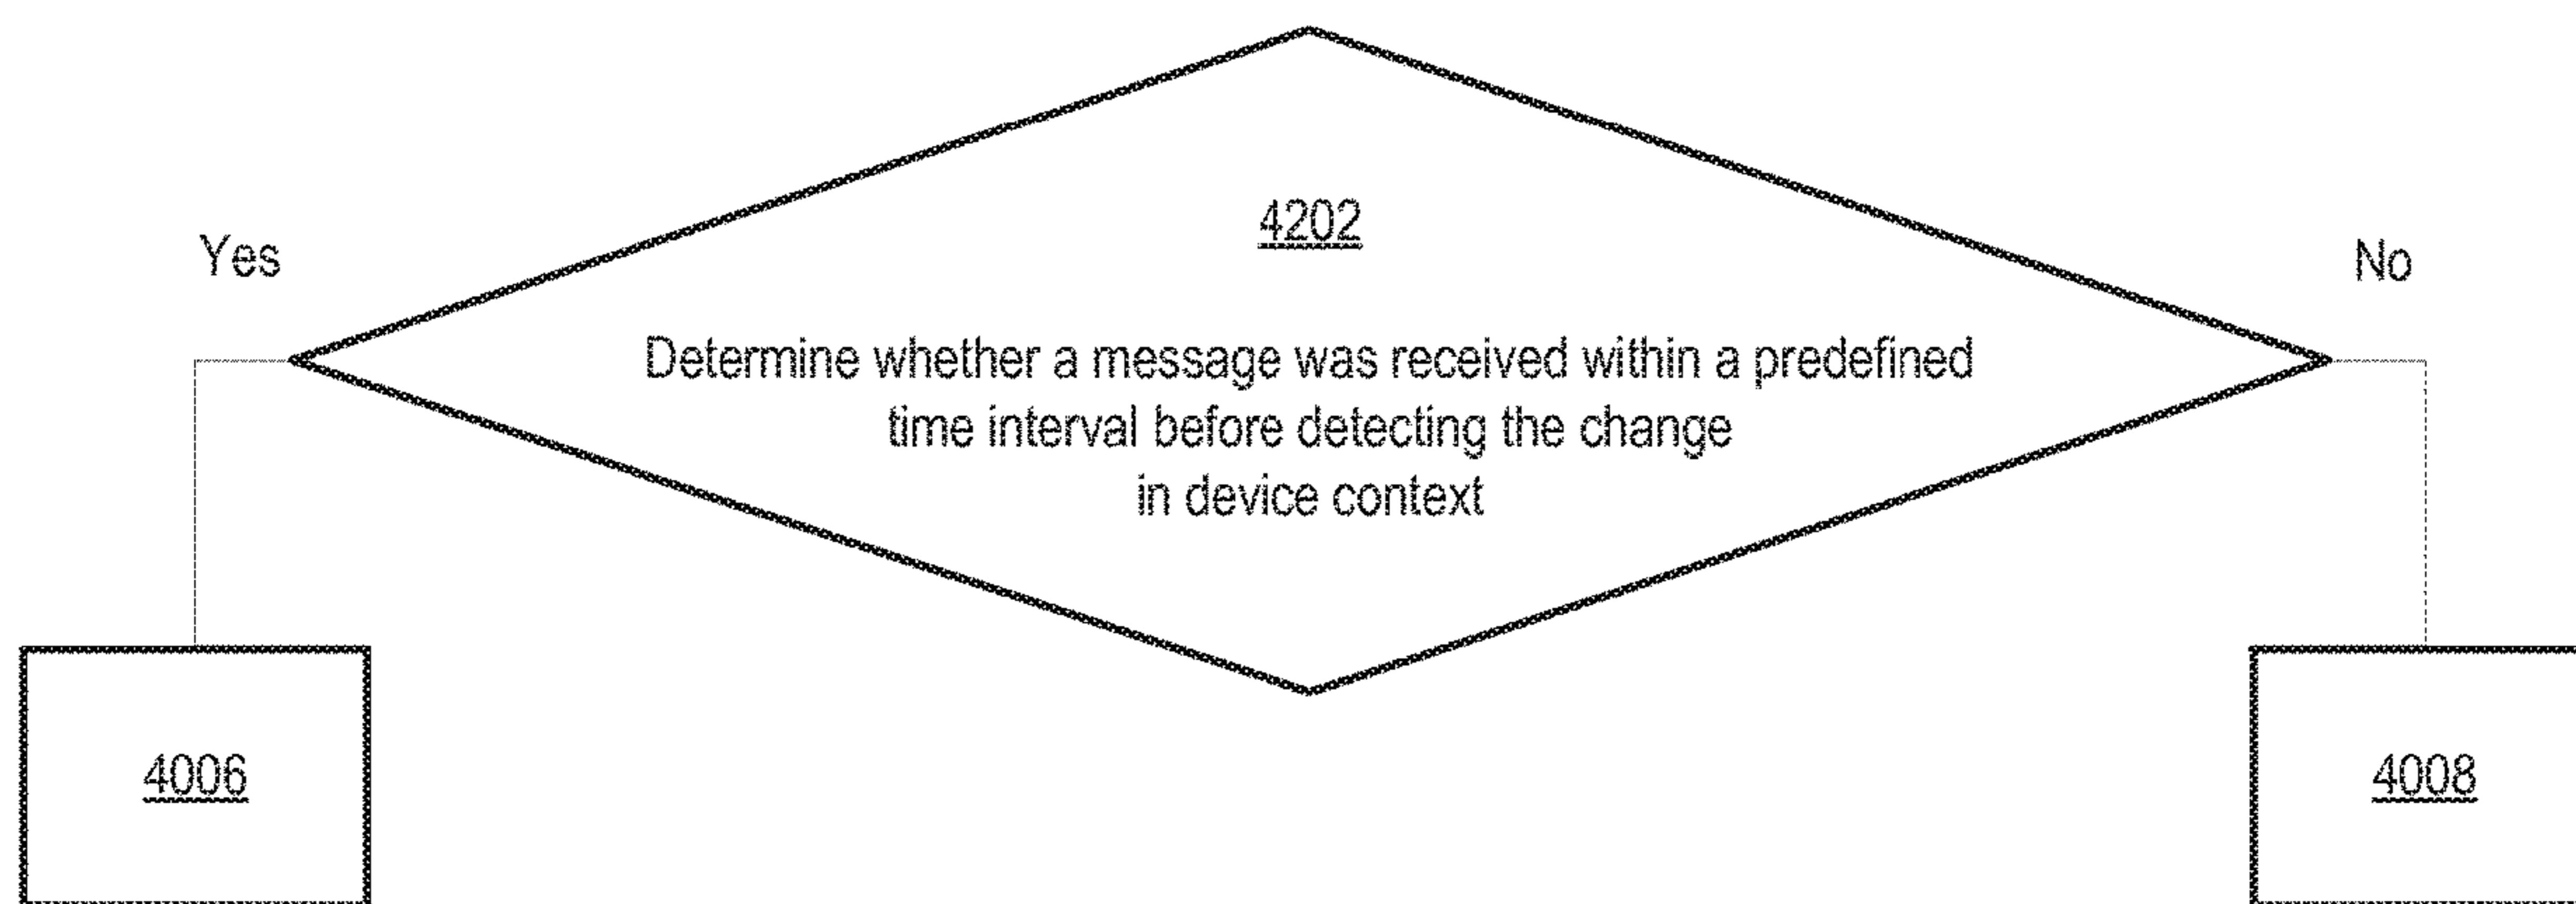 4202
Yes
No
Determine whether a message was received within a predefined
time interval before detecting the change
in device context
4006
4008